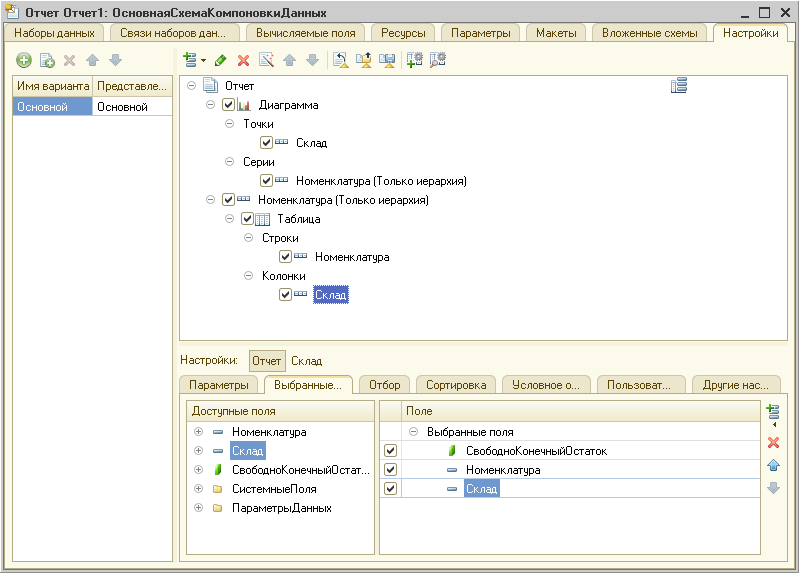 Отчет Отчет1: ОсновнаяСхемаКомпоновкиДанных
Наборы данных
Связи наборов дан...
Вычисляемые поля
Ресурсы
Параметры
Макеты
Вложенные схемы
Настройки
Имя варианта
Представле...
Основной
Основной
Отчет
Диаграмма
Точки
Склад
Серии
Номенклатура (Только иерархия)
Номенклатура (Только иерархия)
Таблица
Строки
Номенклатура
Колонки
Склад
Настройки:
Отчет
Склад
Параметры
Выбранные...
Отбор
Сортировка
Условное о...
Пользоват...
Другие нас...
Доступные поля
Номенклатура
Склад
СвободноКонечныйОстат...
СистемныеПоля
ПараметрыДанных
Поле
Выбранные поля
СвободноКонечныйОстаток
Номенклатура
Склад